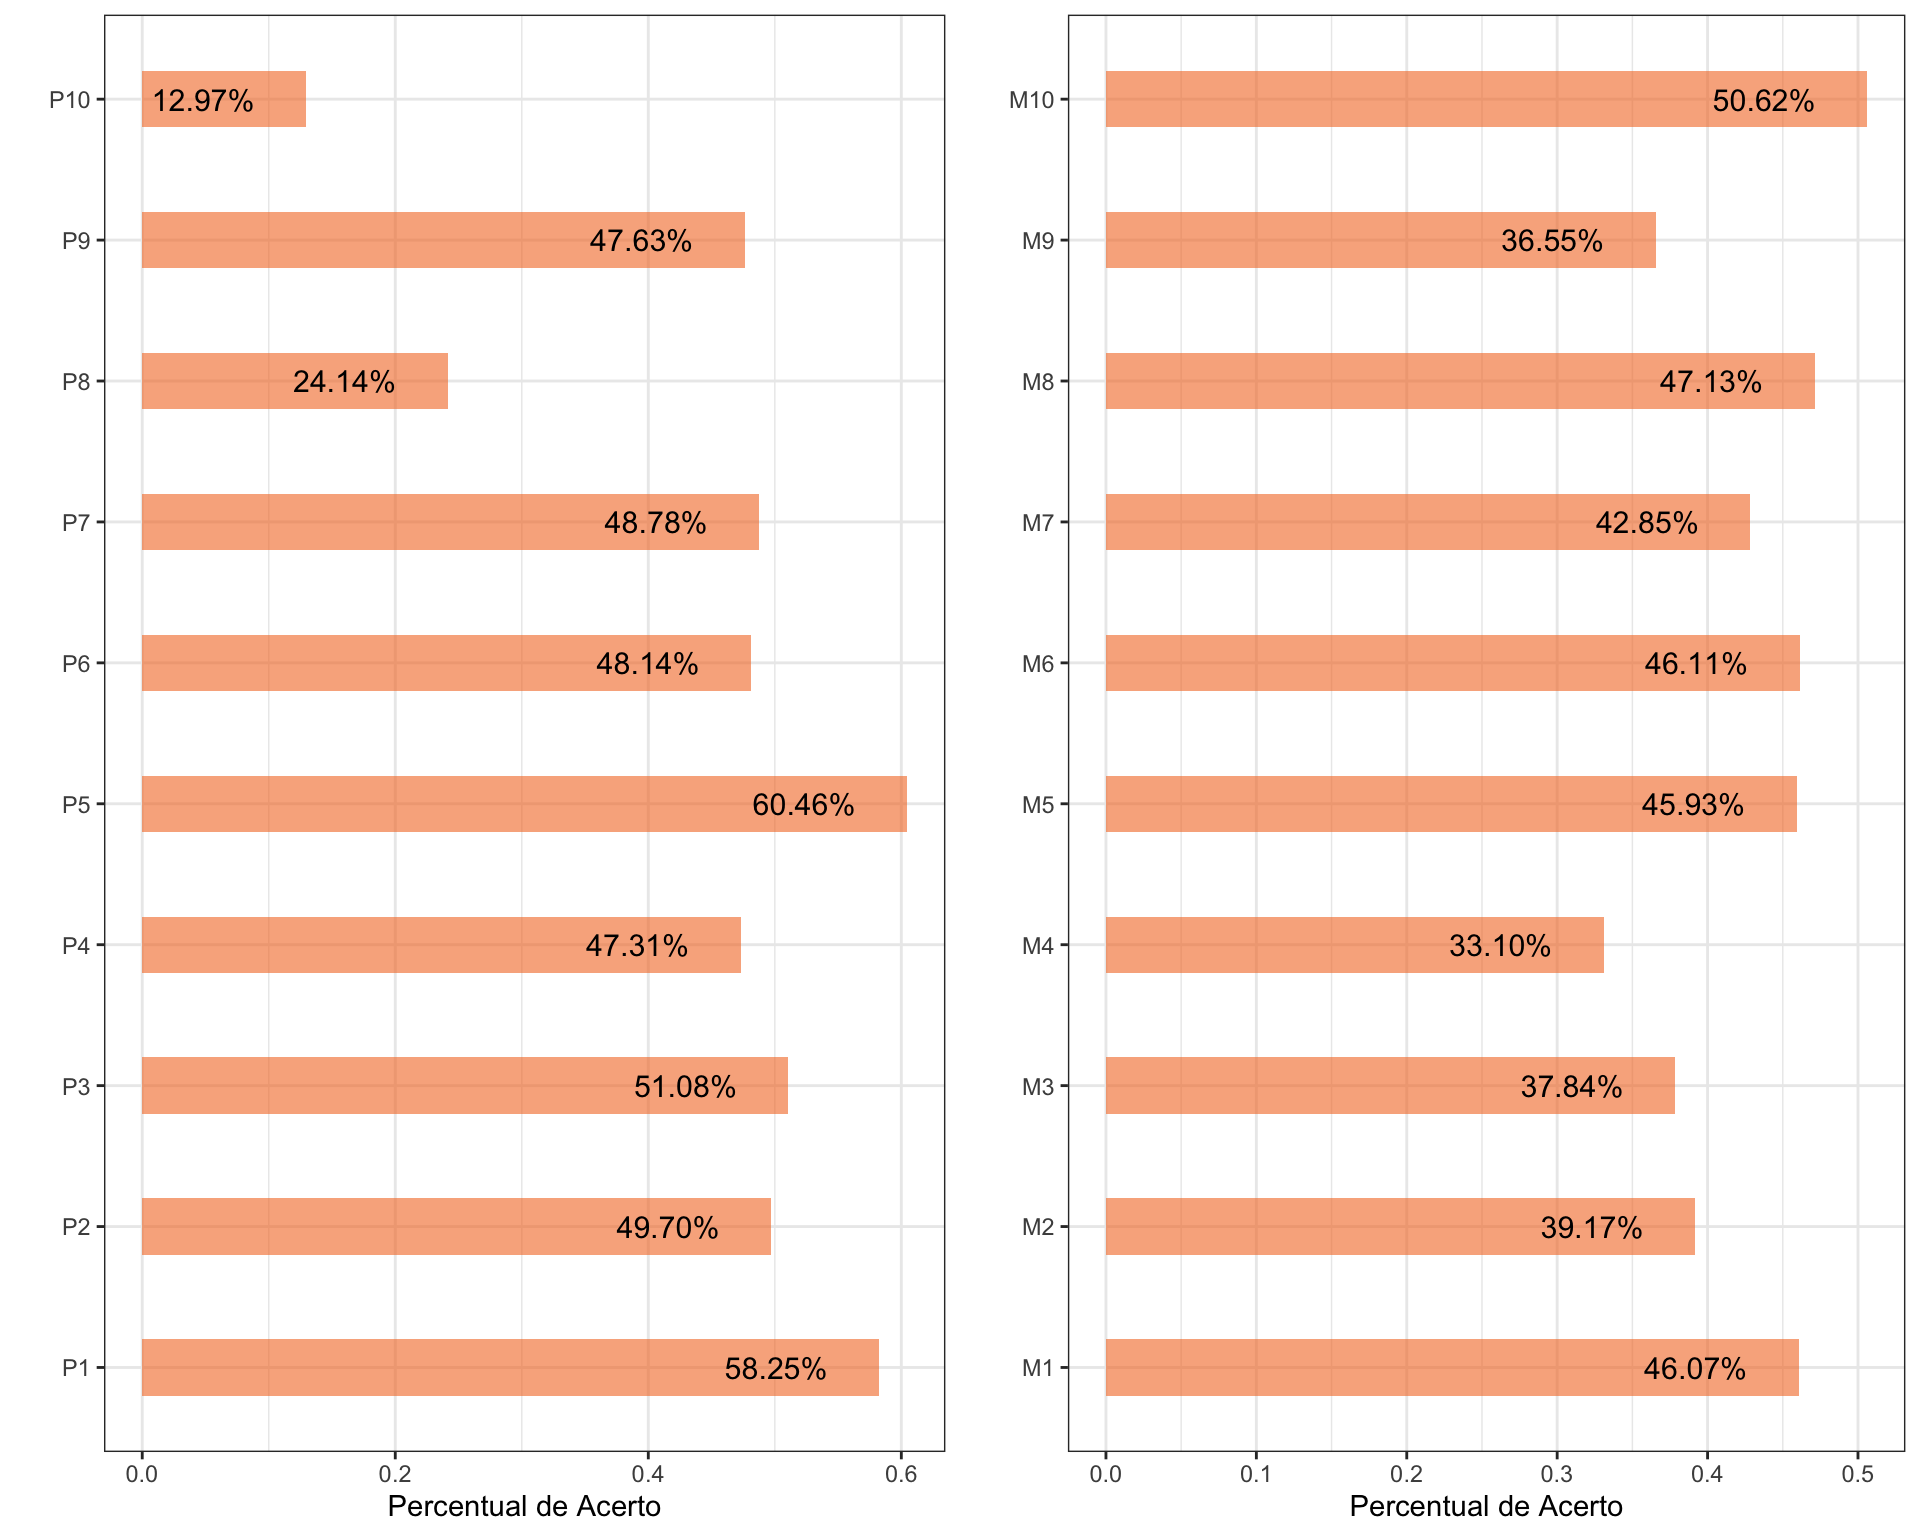 P10 12.97%
P9 47.63%
P8 24.14%
P7 48.78%
P6 48.14%
P5 60.46%
P4 47.31%
P3 51.08%
P2 49.70%
P1 58.25%
0.0 0.2 0.4 0.6
Percentual de Acerto
M10 50.62%
M9 36.55%
M8 47.13%
M7 42.85%
M6 46.11%
M5 45.93%
M4 33.10%
M3 37.84%
M2 39.17%
M1 46.07%
0.0 0.1 0.2 0.3 0.4 0.5
Percentual de Acerto